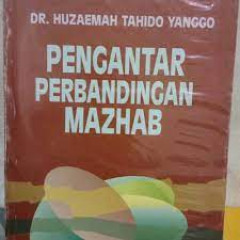 DR. HUZAEMAH TAHIDO YANGGO
PENGANTAR
PERBANDINGAN
MAZHAB